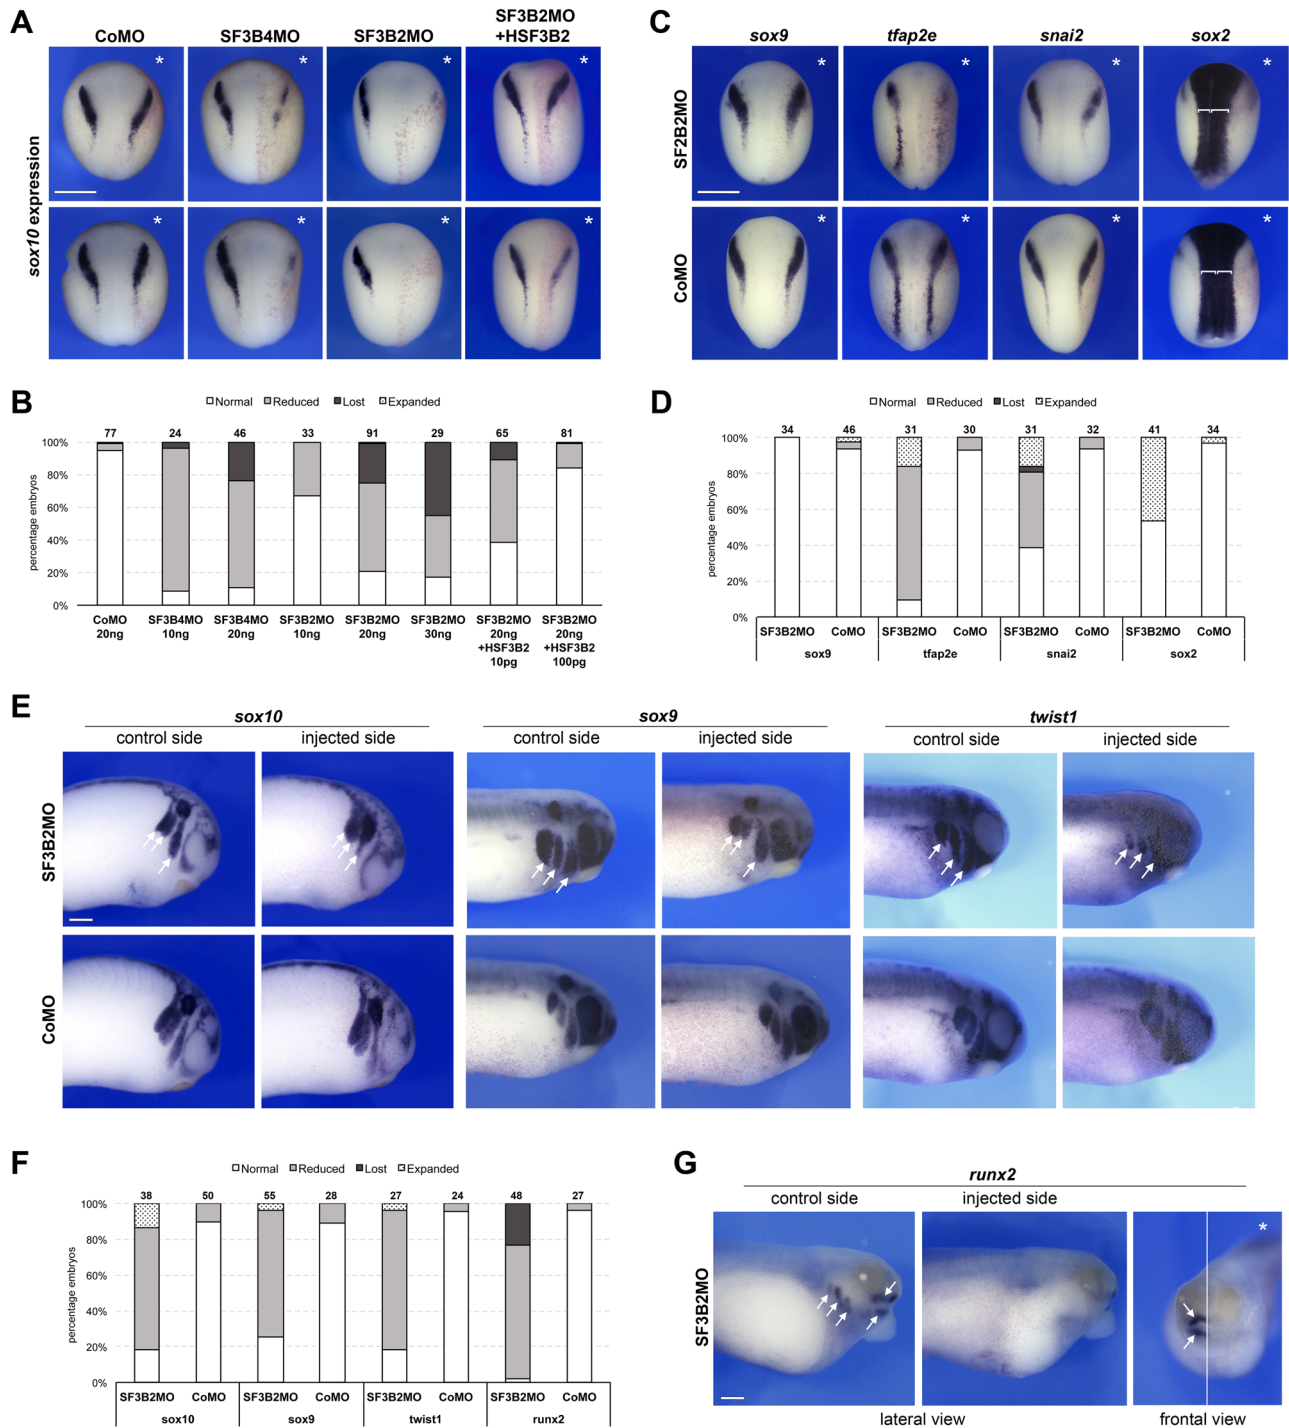 A
CoMO SF3B4MO SF3B2MO SF3B2MO
+HSF3B2
* * * *
sox10 expression
* * * *
B
Normal Reduced Lost Expanded
percentage embryos
77 24 46 33 91 29 65 81
100%
80%
60%
40%
20%
0%
CoMO SF3B4MO SF3B4MO SF3B2MO SF3B2MO SF3B2MO SF3B2MO SF3B2MO
20ng 10ng 20ng 10ng 20ng 30ng 20ng 20ng
+HSF3B2 +HSF3B2
10pg 100pg
C
sox9 tfap2e snai2 sox2
SF2B2MO
* * * *
CoMO
* * * *
D
Normal Reduced Lost Expanded
percentage embryos
34 46 31 30 31 32 41 34
100%
80%
60%
40%
20%
0%
SF3B2MO CoMO SF3B2MO CoMO SF3B2MO CoMO SF3B2MO CoMO
sox9 tfap2e snai2 sox2
E
sox10 sox9 twist1
control side injected side control side injected side control side injected side
SF3B2MO
CoMO
F
Normal Reduced Lost Expanded
percentage embryos
38 50 55 28 27 24 48 27
100%
80%
60%
40%
20%
0%
SF3B2MO CoMO SF3B2MO CoMO SF3B2MO CoMO SF3B2MO CoMO
sox10 sox9 twist1 runx2
G
runx2
control side injected side
SF3B2MO
*
lateral view frontal view